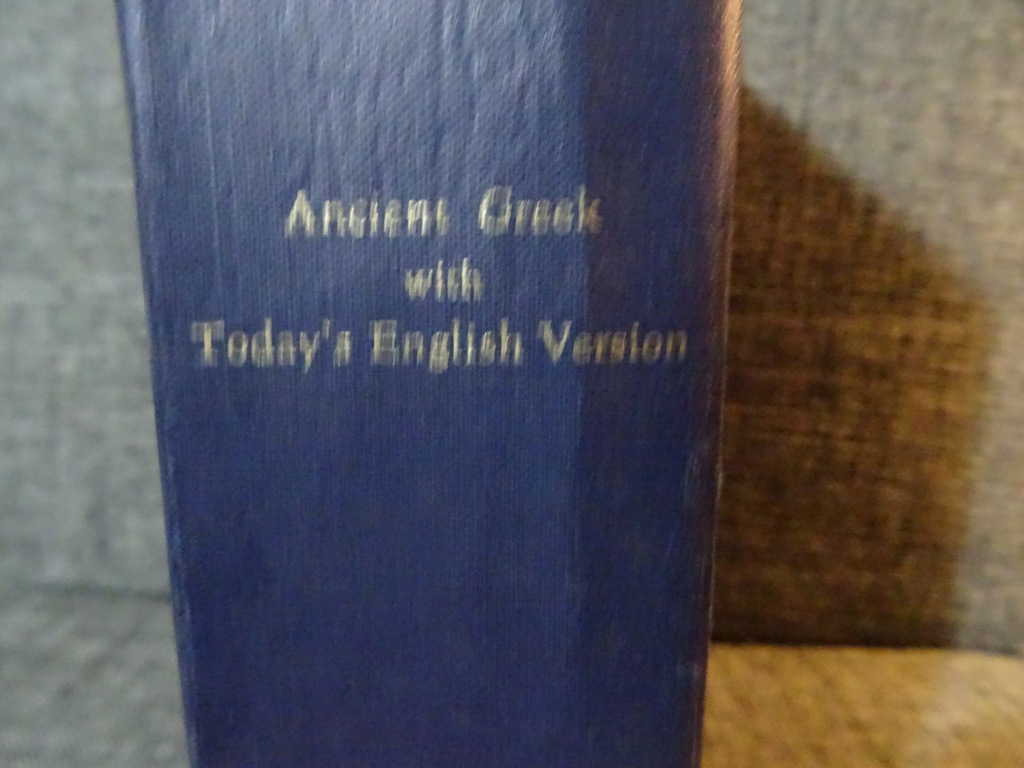 Ancient Greek
with
Today's English Version